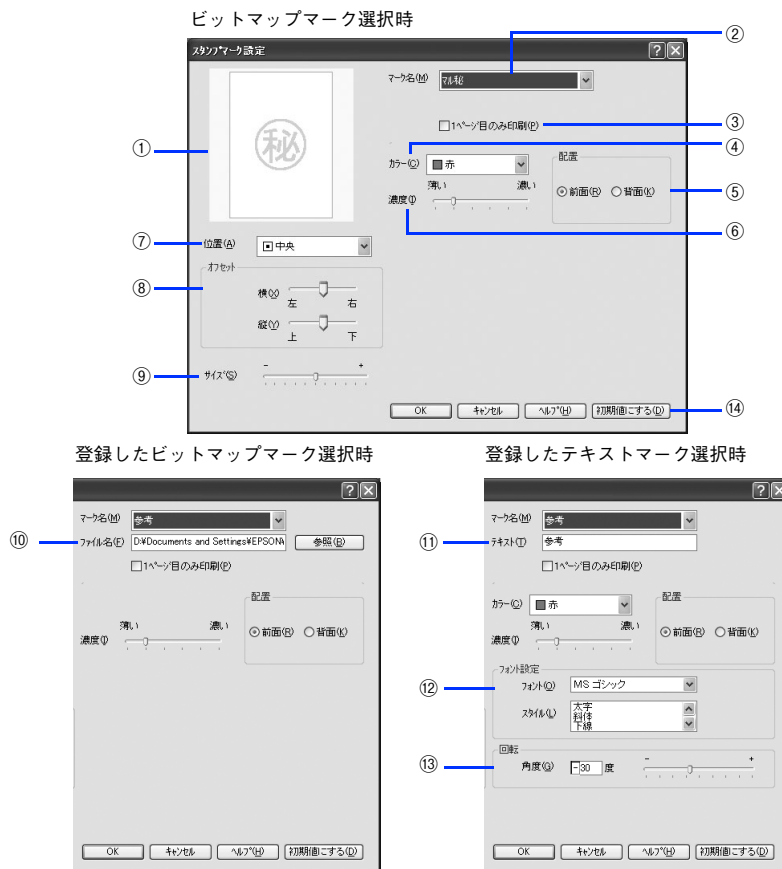 ビットマップマーク選択時
②
スタンプマーク設定
マーク名(M) マル秘
□1ページ目のみ印刷(P)
③
①
秘
カラー(C) 赤
④
配置
前面(R) 背面(K)
⑤
薄い 濃い
濃度(I)
⑥
⑦
位置(A) 中央
オフセット
⑧
横(X)
左 右
縦(Y)
上 下
⑨
サイズ(S)
- +
OK キャンセル ヘルプ(H) 初期値にする(D)
⑭
登録したビットマップマーク選択時
マーク名(M) 参考
⑩
ファイル名(F) D:¥Documents and Settings¥EPSON¥ 参照(B)
□1ページ目のみ印刷(P)
配置
前面(R) 背面(K)
薄い 濃い
濃度(I)
OK キャンセル ヘルプ(H) 初期値にする(D)
登録したテキストマーク選択時
マーク名(M) 参考
⑪
テキスト(T) 参考
□1ページ目のみ印刷(P)
カラー(C) 赤
配置
前面(R) 背面(K)
薄い 濃い
濃度(I)
フォント設定
⑫
フォント(O) MS ゴシック
スタイル(L) 太字
斜体
下線
回転
⑬
角度(G) -30 度
- +
OK キャンセル ヘルプ(H) 初期値にする(D)